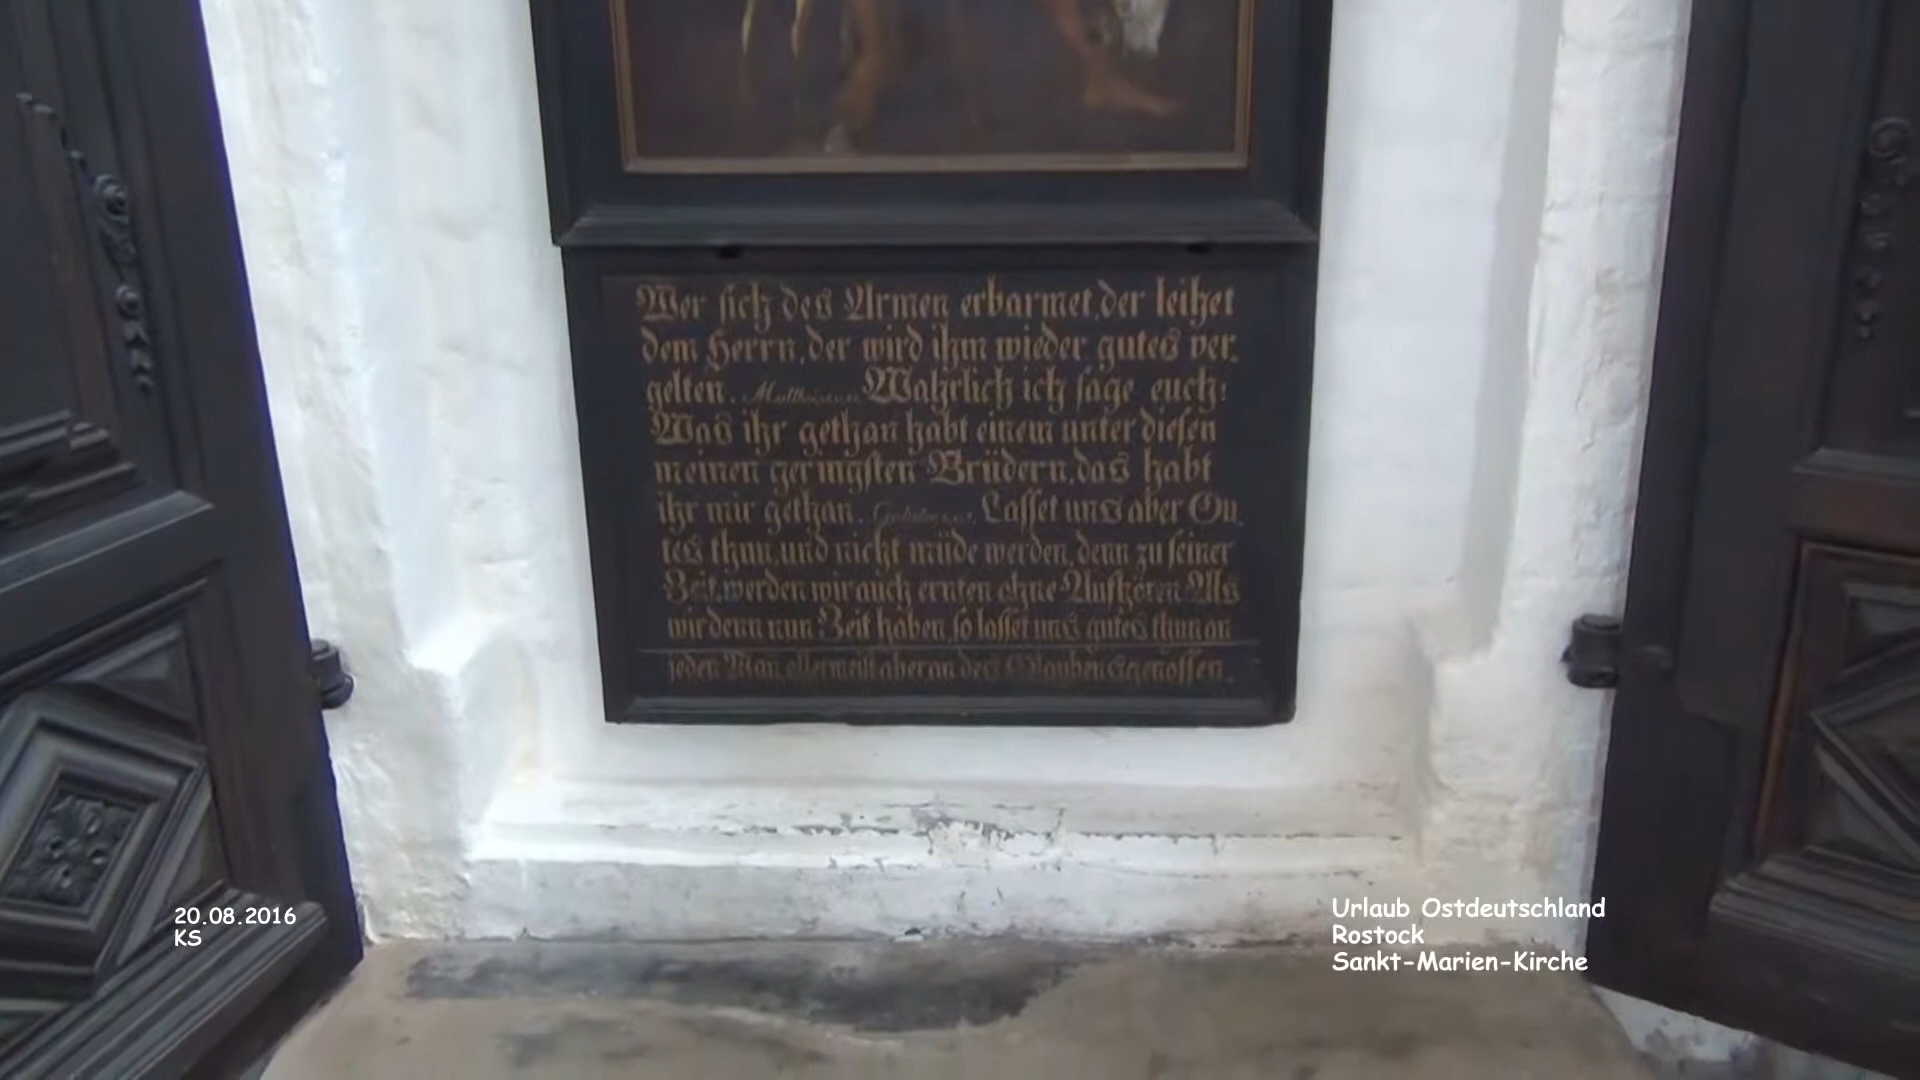 Wer sich des Armen erbarmet, der leihet
dem Herrn, der wird ihm wieder gutes ver.
gelten. Wahrlich ich sage euch:
Was ihr gethan habt einem unter diesen
meinen geringsten Brüdern, das habt
ihr mir gethan. Lasset uns aber Gu.
tes thun, und nicht müde werden, denn zu seiner
Zeit, werden wir auch ernten ohne Aufhören. Als
wir denn nun Zeit haben, so lasset uns gutes thun an
jeden Man, allermeist aber an des Glaubensgenossen.
20.08.2016
KS
Urlaub Ostdeutschland
Rostock
Sankt-Marien-Kirche